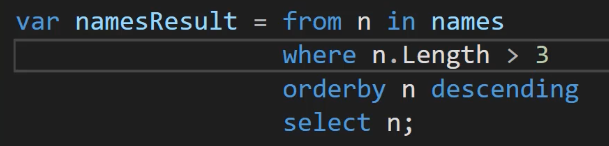 var namesResult = from n in names
where n.Length > 3
orderby n descending
select n;